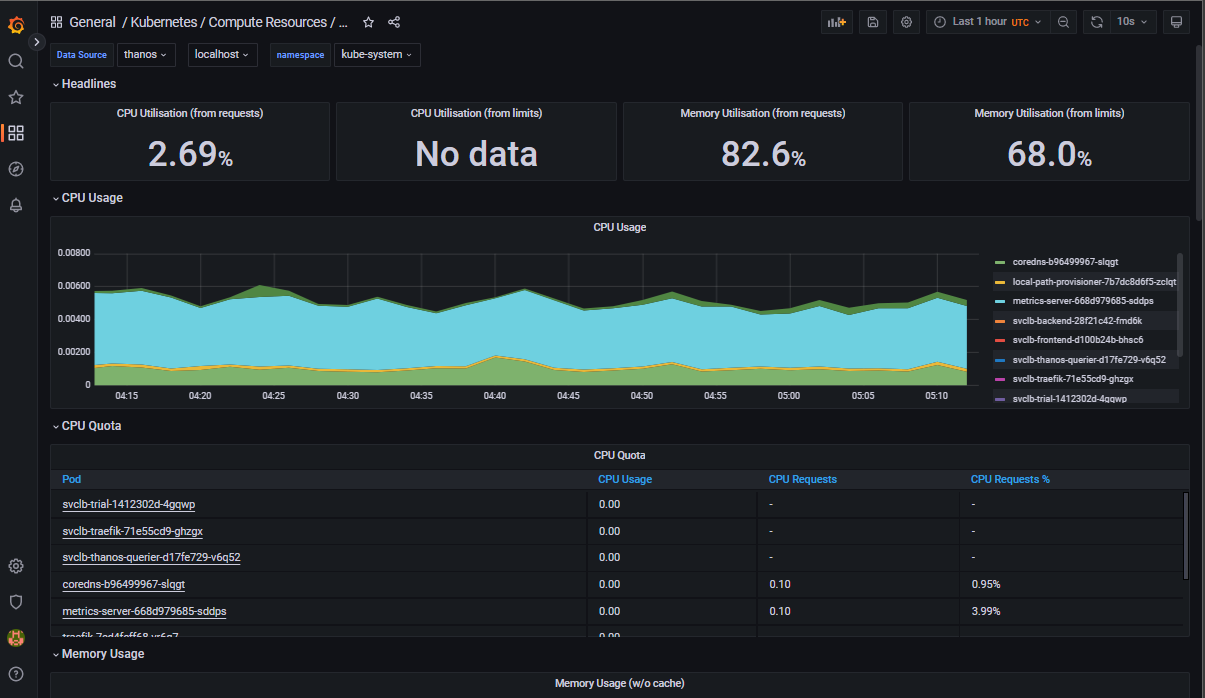 General / Kubernetes / Compute Resources / ...
Last 1 hour UTC
10s
Data Source thanos localhost namespace kube-system
Headlines
CPU Utilisation (from requests)
2.69%
CPU Utilisation (from limits)
No data
Memory Utilisation (from requests)
82.6%
Memory Utilisation (from limits)
68.0%
CPU Usage
CPU Usage
0.00800
0.00600
0.00400
0.00200
0
04:15 04:20 04:25 04:30 04:35 04:40 04:45 04:50 04:55 05:00 05:05 05:10
coredns-b96499967-slqgt
local-path-provisioner-7b7dc8d6f5-zclqt
metrics-server-668d979685-sddps
svclb-backend-28f21c42-fmd6k
svclb-frontend-d100b24b-bhsc6
svclb-thanos-querier-d17fe729-v6q52
svclb-traefik-71e55cd9-ghzgx
svclb-trial-1412302d-4gqwp
CPU Quota
CPU Quota
Pod CPU Usage CPU Requests CPU Requests %
svclb-trial-1412302d-4gqwp 0.00 - -
svclb-traefik-71e55cd9-ghzgx 0.00 - -
svclb-thanos-querier-d17fe729-v6q52 0.00 - -
coredns-b96499967-slqgt 0.00 0.10 0.95%
metrics-server-668d979685-sddps 0.00 0.10 3.99%
0.00
Memory Usage
Memory Usage (w/o cache)